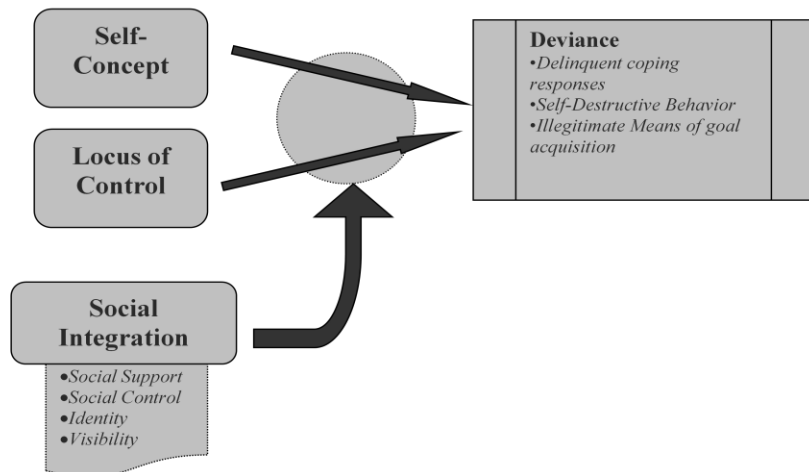 Self-
Concept
Locus of
Control
Social
Integration
•Social Support
•Social Control
•Identity
•Visibility
Deviance
•Delinquent coping
responses
•Self-Destructive Behavior
•Illegitimate Means of goal
acquisition